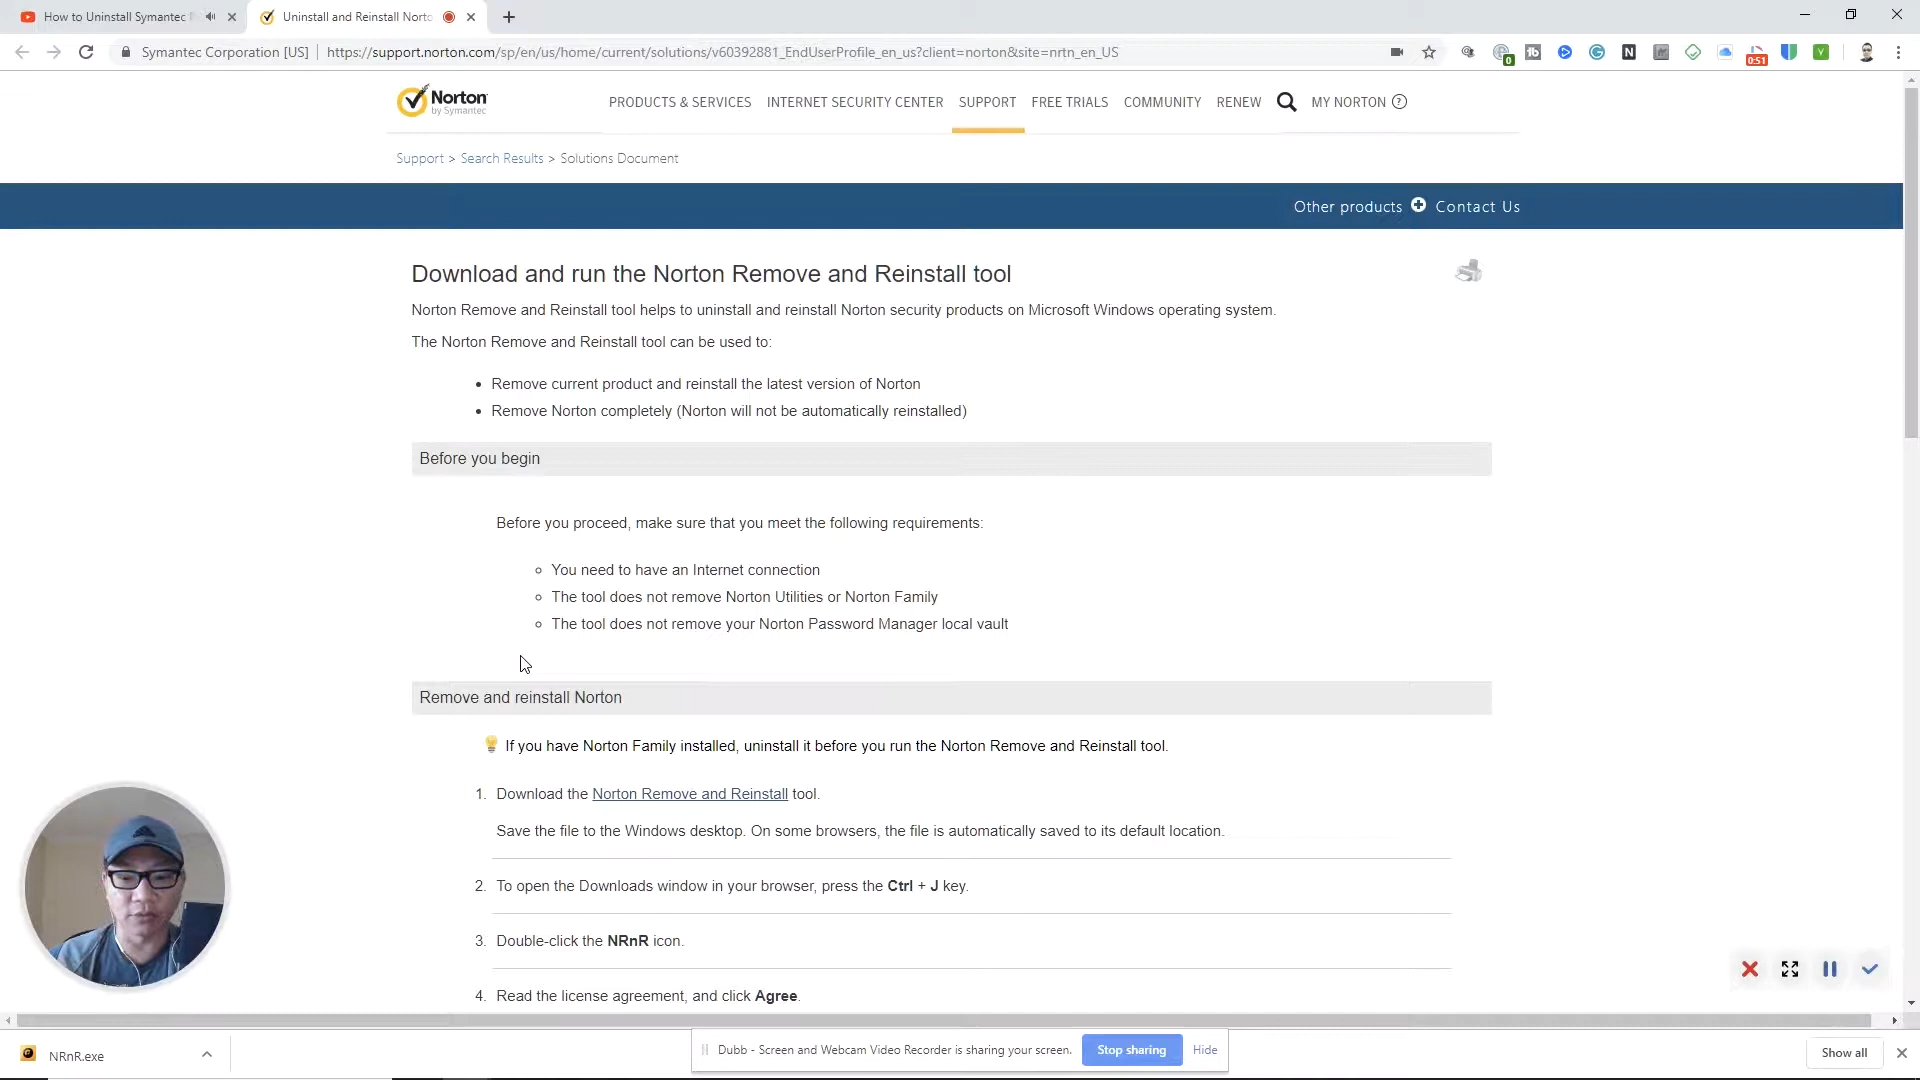 How to Uninstall Symantec
Uninstall and Reinstall Norto
Symantec Corporation [US]
https://support.norton.com/sp/en/us/home/current/solutions/v60392881_EndUserProfile_en_us?client=norton&site=nrtn_en_US
0
0:51
Norton
by Symantec
PRODUCTS & SERVICES
INTERNET SECURITY CENTER
SUPPORT
FREE TRIALS
COMMUNITY
RENEW
MY NORTON ?
Support > Search Results > Solutions Document
Other products
Contact Us
Download and run the Norton Remove and Reinstall tool
Norton Remove and Reinstall tool helps to uninstall and reinstall Norton security products on Microsoft Windows operating system.
The Norton Remove and Reinstall tool can be used to:
• Remove current product and reinstall the latest version of Norton
• Remove Norton completely (Norton will not be automatically reinstalled)
Before you begin
Before you proceed, make sure that you meet the following requirements:
◦ You need to have an Internet connection
◦ The tool does not remove Norton Utilities or Norton Family
◦ The tool does not remove your Norton Password Manager local vault
Remove and reinstall Norton
If you have Norton Family installed, uninstall it before you run the Norton Remove and Reinstall tool.
1. Download the Norton Remove and Reinstall tool.
Save the file to the Windows desktop. On some browsers, the file is automatically saved to its default location.
2. To open the Downloads window in your browser, press the Ctrl + J key.
3. Double-click the NRnR icon.
4. Read the license agreement, and click Agree.
NRnR.exe
Dubb - Screen and Webcam Video Recorder is sharing your screen.
Stop sharing
Hide
Show all